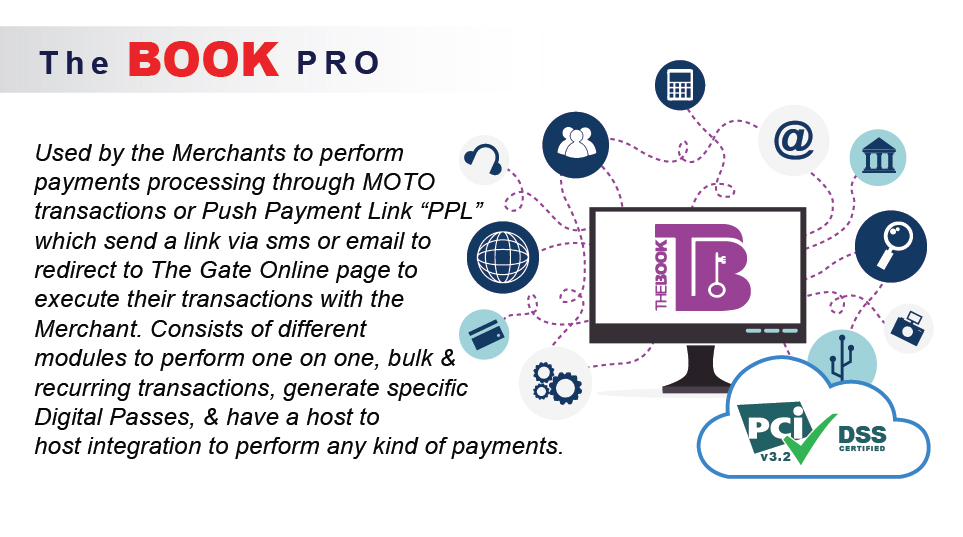 The BOOK PRO
Used by the Merchants to perform
payments processing through MOTO
transactions or Push Payment Link “PPL”
which send a link via sms or email to
redirect to The Gate Online page to
execute their transactions with the
Merchant. Consists of different
modules to perform one on one, bulk &
recurring transactions, generate specific
Digital Passes, & have a host to
host integration to perform any kind of payments.
@
THEBOOK
TB
PCi
v3.2
DSS
CERTIFIED